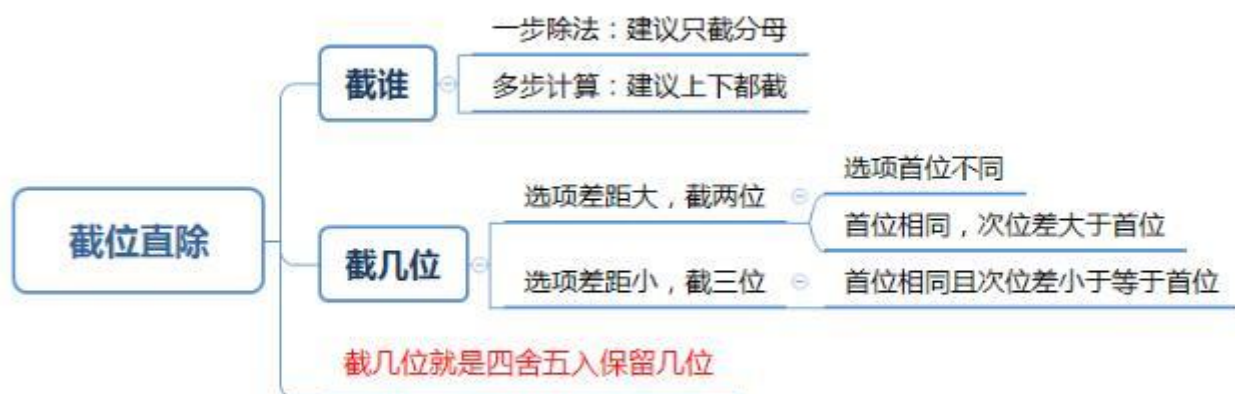 截位直除
截谁
一步除法：建议只截分母
多步计算：建议上下都截
截几位
选项差距大，截两位
选项首位不同
首位相同，次位差大于首位
选项差距小，截三位
首位相同且次位差小于等于首位
截几位就是四舍五入保留几位